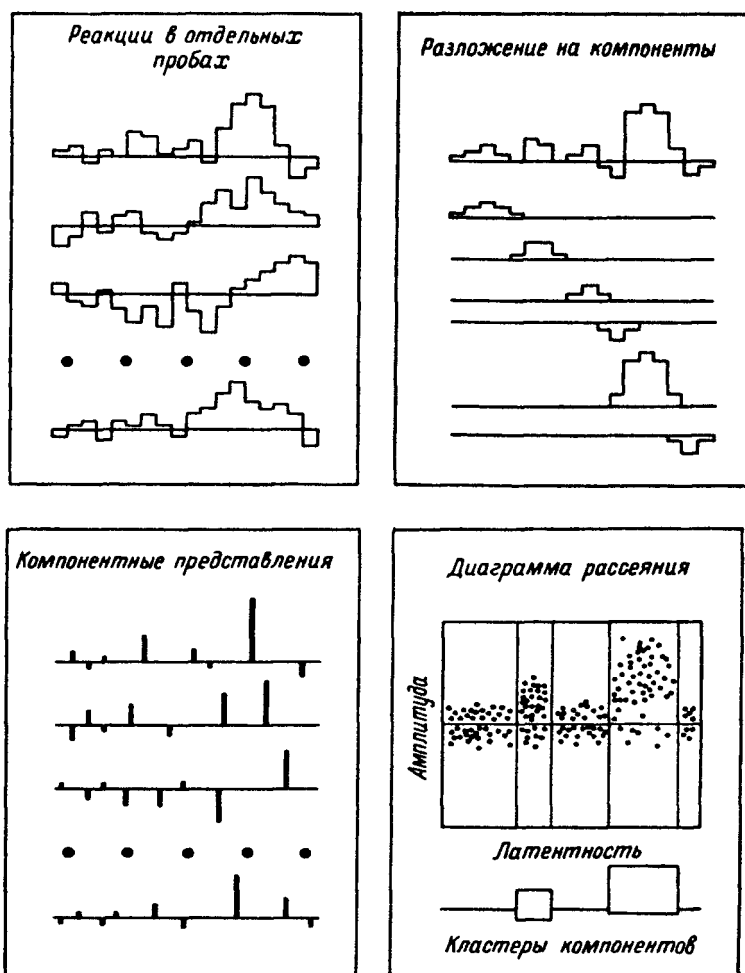 Реакции в отдельных
пробах
Разложение на компоненты
Компонентные представления
Диаграмма рассеяния
Амплитуда
Латентность
Кластеры компонентов